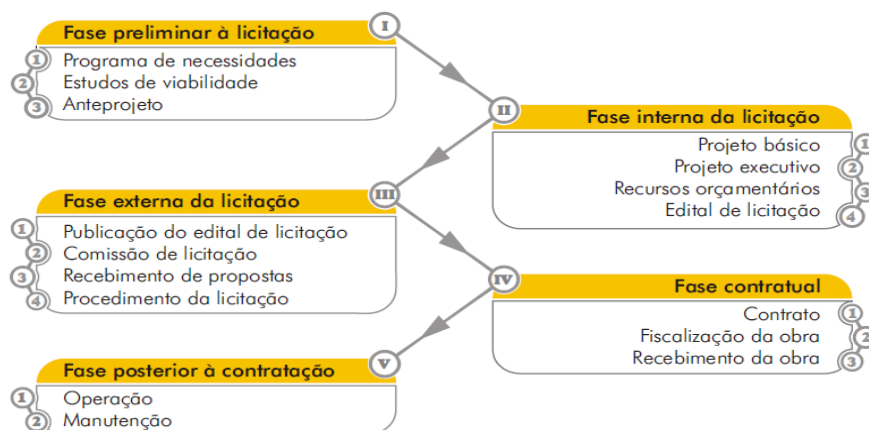 I
Fase preliminar à licitação
1 Programa de necessidades
2 Estudos de viabilidade
3 Anteprojeto
II
Fase interna da licitação
Projeto básico 1
Projeto executivo 2
Recursos orçamentários 3
Edital de licitação 4
III
Fase externa da licitação
1 Publicação do edital de licitação
2 Comissão de licitação
3 Recebimento de propostas
4 Procedimento da licitação
IV
Fase contratual
Contrato 1
Fiscalização da obra 2
Recebimento da obra 3
V
Fase posterior à contratação
1 Operação
2 Manutenção